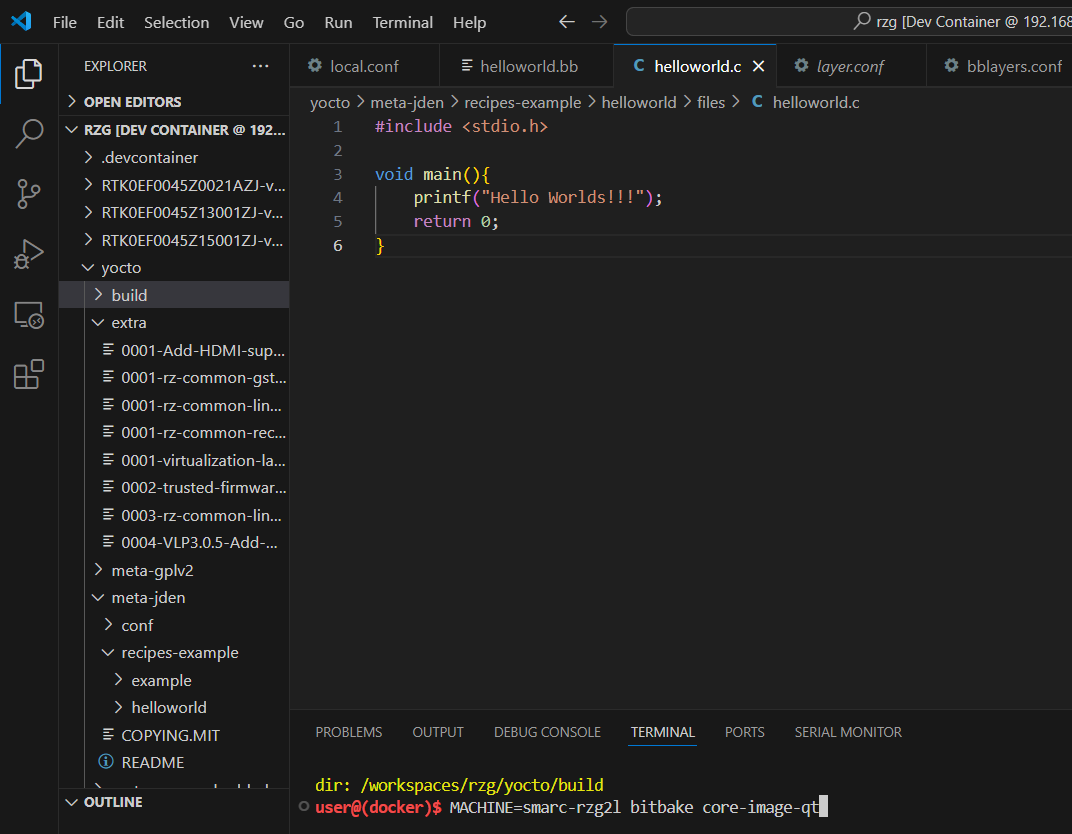 File Edit Selection View Go Run Terminal Help
rzg [Dev Container @ 192.168
EXPLORER
OPEN EDITORS
RZG [DEV CONTAINER @ 192...
.devcontainer
RTK0EF0045Z0021AZJ-v...
RTK0EF0045Z13001ZJ-v...
RTK0EF0045Z15001ZJ-v...
yocto
build
extra
0001-Add-HDMI-sup...
0001-rz-common-gst...
0001-rz-common-lin...
0001-rz-common-rec...
0001-virtualization-la...
0002-trusted-firmwar...
0003-rz-common-lin...
0004-VLP3.0.5-Add-...
meta-gplv2
meta-jden
conf
recipes-example
example
helloworld
COPYING.MIT
README
OUTLINE
local.conf helloworld.bb C helloworld.c layer.conf bblayers.conf
yocto > meta-jden > recipes-example > helloworld > files > C helloworld.c
1 #include <stdio.h>
2
3 void main(){
4 printf("Hello Worlds!!!");
5 return 0;
6 }
PROBLEMS OUTPUT DEBUG CONSOLE TERMINAL PORTS SERIAL MONITOR
dir: /workspaces/rzg/yocto/build
user@(docker)$ MACHINE=smarc-rzg2l bitbake core-image-qt